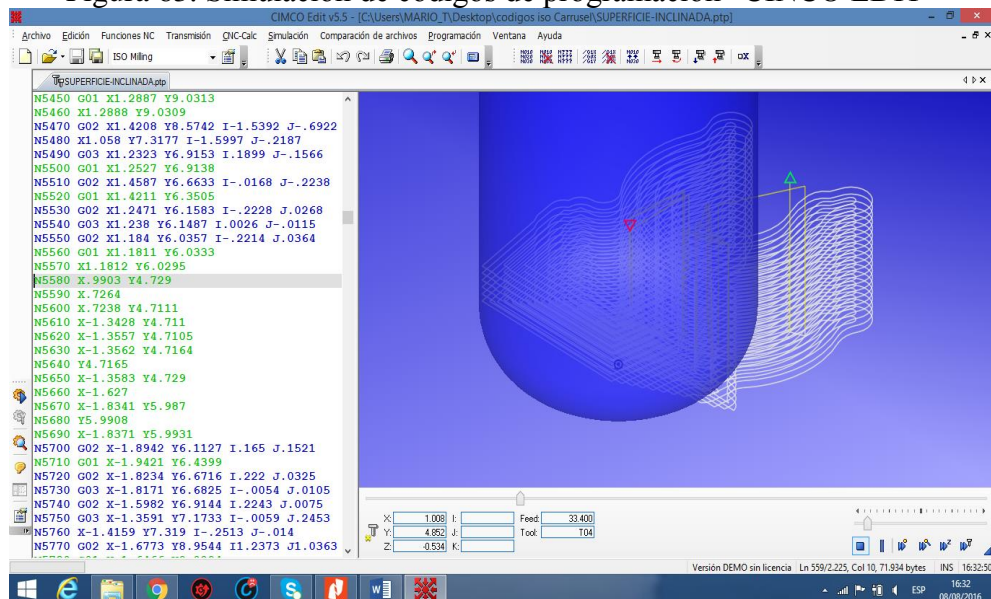 CIMCO Edit v5.5 - [C:\Users\MARIO_T\Desktop\codigos iso Carrusel\SUPERFICIE-INCLINADA.ptp]
Archivo Edición Funciones NC Transmisión CNC-Calc Simulación Comparación de archivos Programación Ventana Ayuda
ISO Milling
SUPERFICIE-INCLINADA.ptp
N5450 G01 X1.2887 Y9.0313
N5460 X1.2888 Y9.0309
N5470 G02 X1.4208 Y8.5742 I-1.5392 J-.6922
N5480 X1.058 Y7.3177 I-1.5997 J-.2187
N5490 G03 X1.2323 Y6.9153 I.1899 J-.1566
N5500 G01 X1.2527 Y6.9138
N5510 G02 X1.4587 Y6.6633 I-.0168 J-.2238
N5520 G01 X1.4211 Y6.3505
N5530 G02 X1.2471 Y6.1583 I-.2228 J.0268
N5540 G03 X1.238 Y6.1487 I.0026 J-.0115
N5550 G02 X1.184 Y6.0357 I-.2214 J.0364
N5560 G01 X1.1811 Y6.0333
N5570 X1.1812 Y6.0295
N5580 X.9903 Y4.729
N5590 X.7264
N5600 X.7238 Y4.7111
N5610 X-1.3428 Y4.711
N5620 X-1.3557 Y4.7105
N5630 X-1.3562 Y4.7164
N5640 Y4.7165
N5650 X-1.3583 Y4.729
N5660 X-1.627
N5670 X-1.8341 Y5.987
N5680 Y5.9908
N5690 X-1.8371 Y5.9931
N5700 G02 X-1.8942 Y6.1127 I.165 J.1521
N5710 G01 X-1.9421 Y6.4399
N5720 G02 X-1.8234 Y6.6716 I.222 J.0325
N5730 G03 X-1.8171 Y6.6825 I-.0054 J.0105
N5740 G02 X-1.5982 Y6.9144 I.2243 J.0075
N5750 G03 X-1.3591 Y7.1733 I-.0059 J.2453
N5760 X-1.4159 Y7.319 I-.2513 J-.014
N5770 G02 X-1.6773 Y8.9544 I1.2373 J1.0363
X: 1.008 I: Feed: 33.400
Y: 4.852 J: Tool: T04
Z: -0.534 K:
Versión DEMO sin licencia Ln 559/2.225, Col 10, 71.934 bytes INS 16:32:50
ESP 16:32
08/08/2016